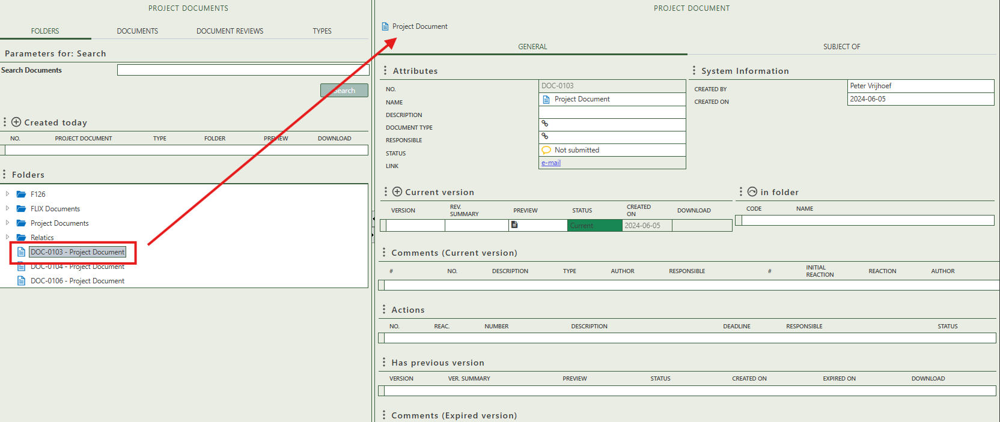 PROJECT DOCUMENTS
FOLDERS DOCUMENTS DOCUMENT REVIEWS TYPES
Parameters for: Search
Search Documents
Search
Created today
NO. PROJECT DOCUMENT TYPE FOLDER PREVIEW DOWNLOAD
Folders
F126
FLIX Documents
Project Documents
Relatics
DOC-0103 - Project Document
DOC-0104 - Project Document
DOC-0106 - Project Document
PROJECT DOCUMENT
Project Document
GENERAL SUBJECT OF
Attributes
NO. DOC-0103
NAME Project Document
DESCRIPTION
DOCUMENT TYPE
RESPONSIBLE
STATUS Not submitted
LINK e-mail
System Information
CREATED BY Peter Vrijhoef
CREATED ON 2024-06-05
Current version
VERSION REV. SUMMARY PREVIEW STATUS CREATED ON DOWNLOAD
Current 2024-06-05
in folder
CODE NAME
Comments (Current version)
# NO. DESCRIPTION TYPE AUTHOR RESPONSIBLE # INITIAL REACTION REACTION AUTHOR
Actions
NO. REAC. NUMBER DESCRIPTION DEADLINE RESPONSIBLE STATUS
Has previous version
VERSION VER. SUMMARY PREVIEW STATUS CREATED ON EXPIRED ON DOWNLOAD
Comments (Expired version)